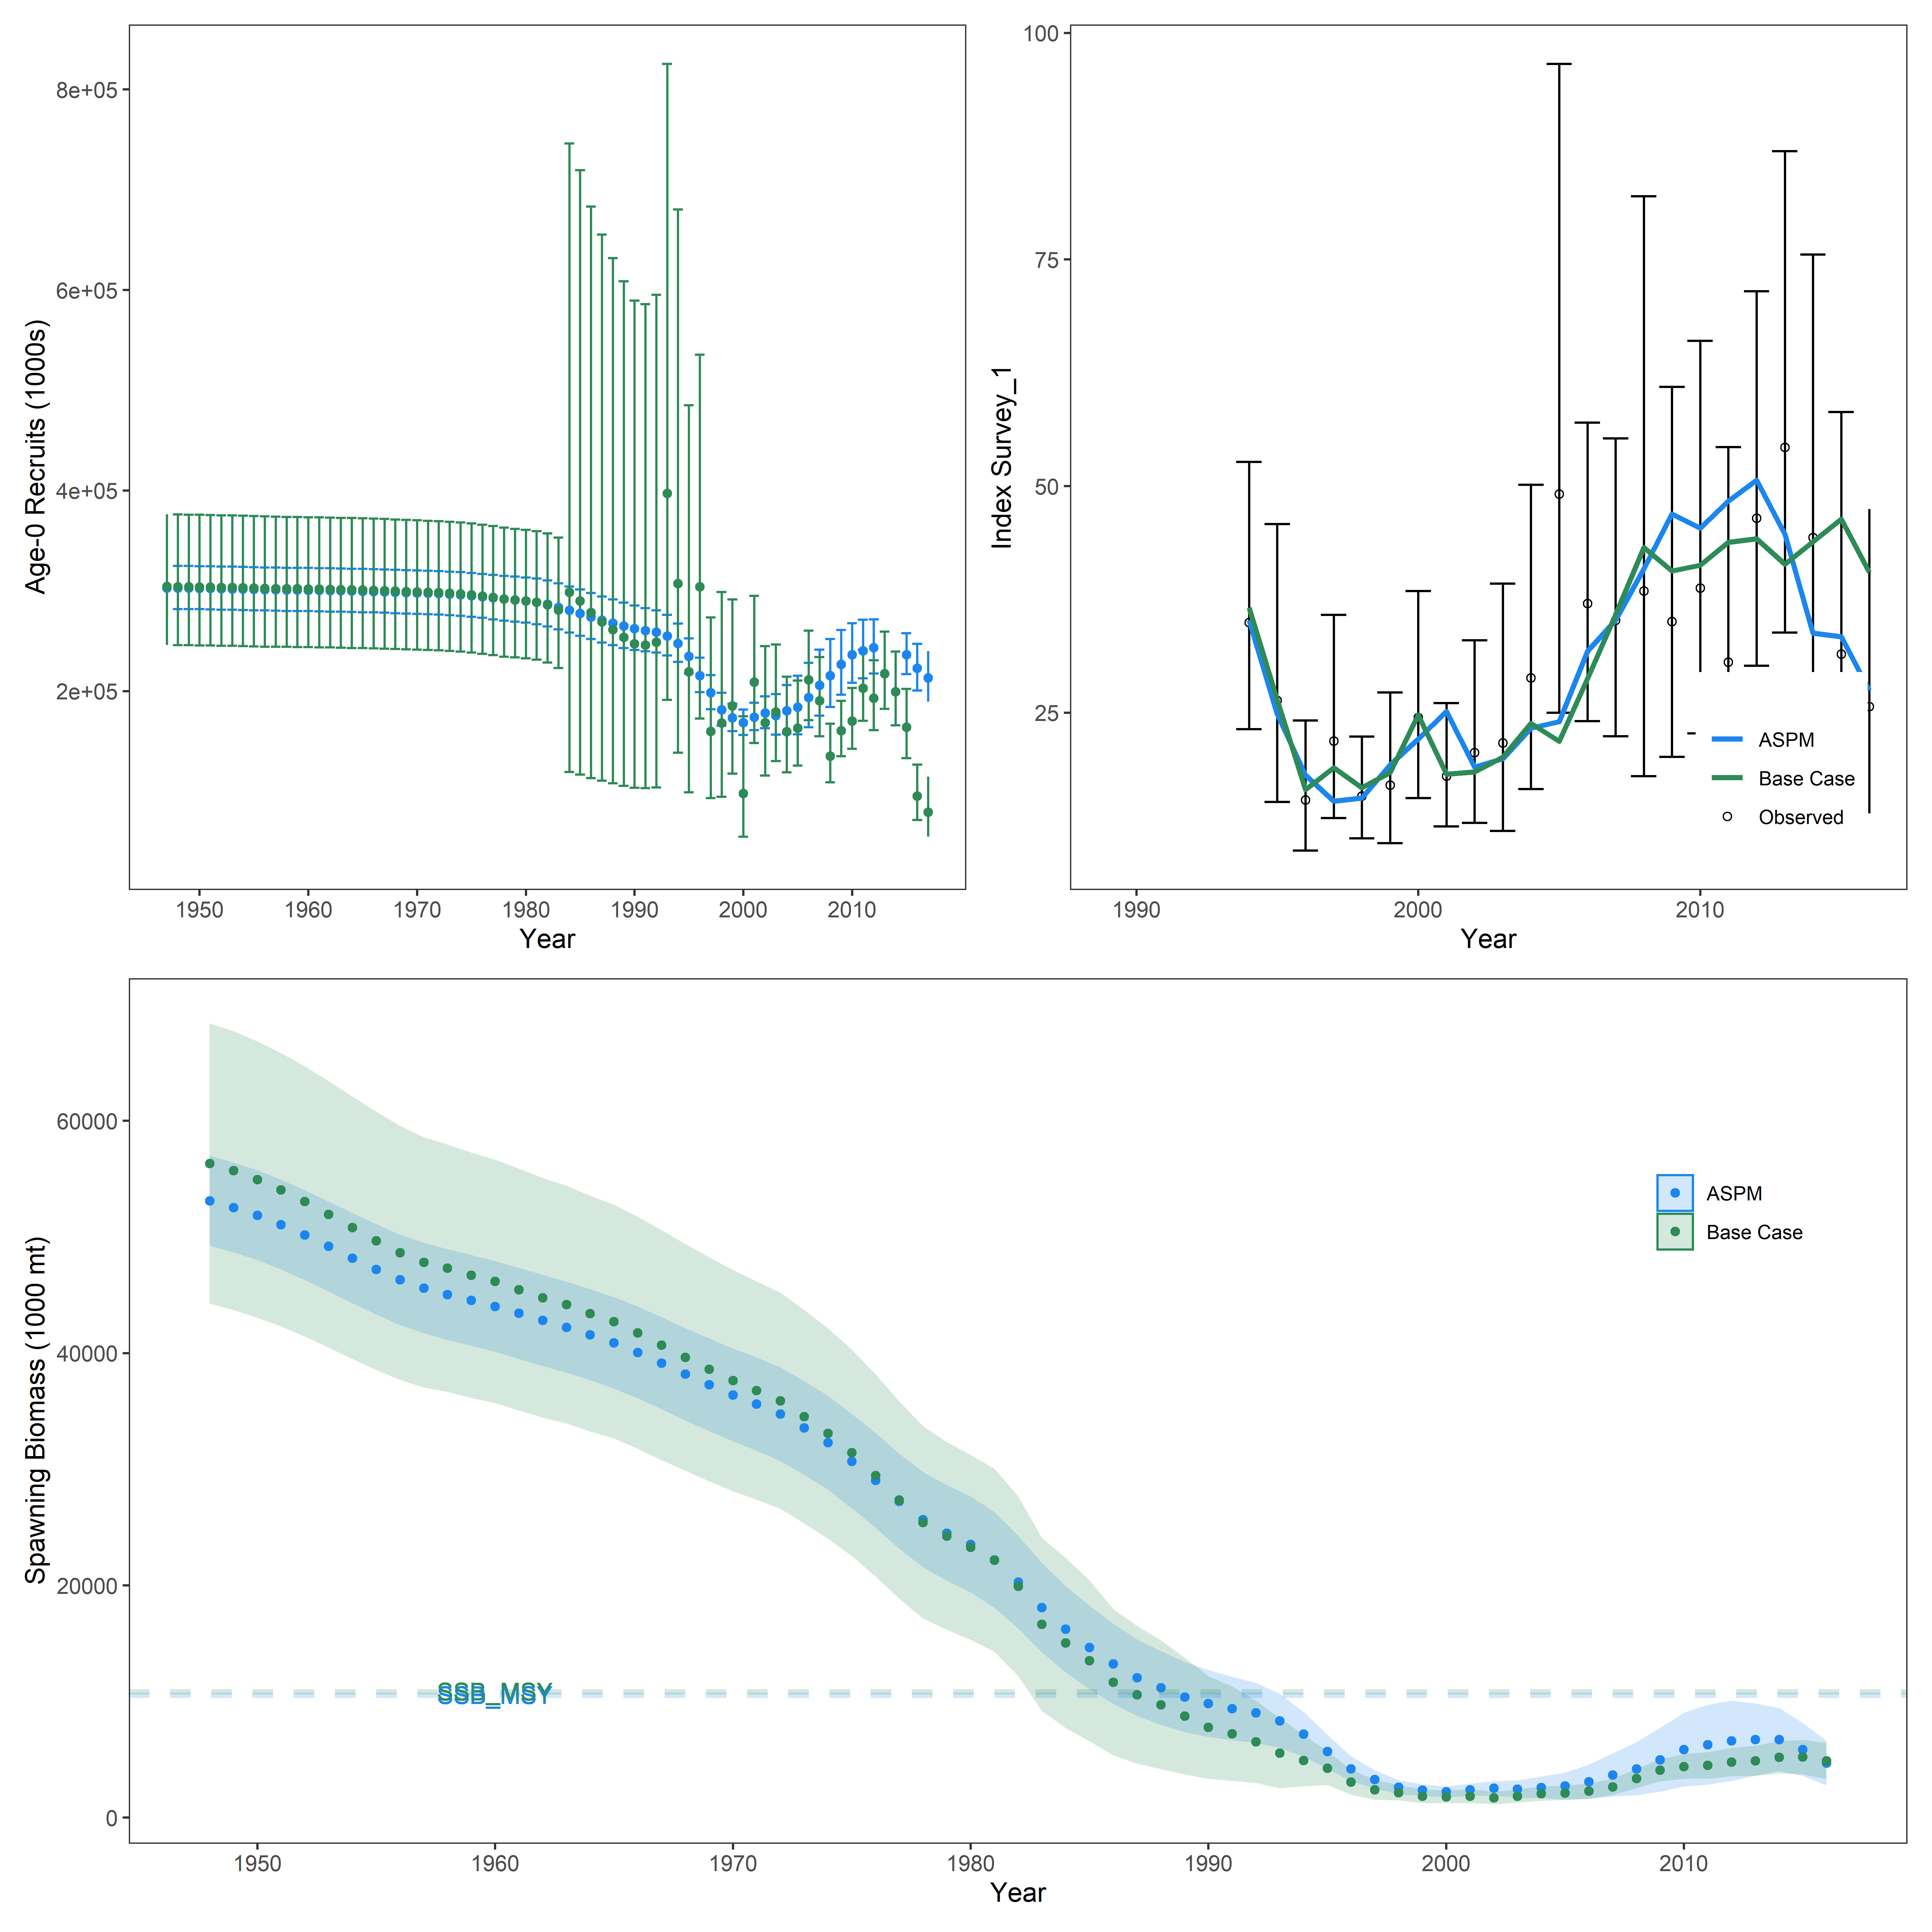 Age-0 Recruits (1000s)
8e+05
6e+05
4e+05
2e+05
1950 1960 1970 1980 1990 2000 2010
Year
Index Survey_1
100
75
50
25
ASPM
Base Case
Observed
1990 2000 2010
Year
Spawning Biomass (1000 mt)
60000
40000
20000
0
ASPM
Base Case
SSB_MSY
SSB_MSY
1950 1960 1970 1980 1990 2000 2010
Year